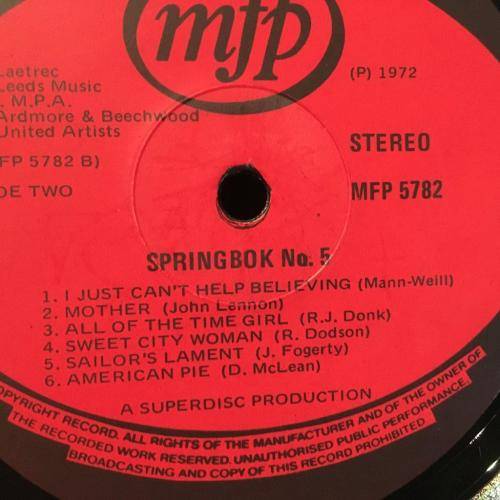 mfp
Laetrec
Leeds Music
. M.P.A.
Ardmore & Beechwood
United Artists
(P) 1972
STEREO
FP 5782 B)
DE TWO
MFP 5782
SPRINGBOK No. 5
1. I JUST CAN'T HELP BELIEVING (Mann-Weill)
2. MOTHER (John Lennon)
3. ALL OF THE TIME GIRL (R.J. Donk)
4. SWEET CITY WOMAN (R. Dodson)
5. SAILOR'S LAMENT (J. Fogerty)
6. AMERICAN PIE (D. McLean)
A SUPERDISC PRODUCTION
OPYRIGHT RECORD. ALL RIGHTS OF THE MANUFACTURER AND OF THE OWNER OF
THE RECORDED WORK RESERVED. UNAUTHORISED PUBLIC PERFORMANCE,
BROADCASTING AND COPY OF THIS RECORD PROHIBITED